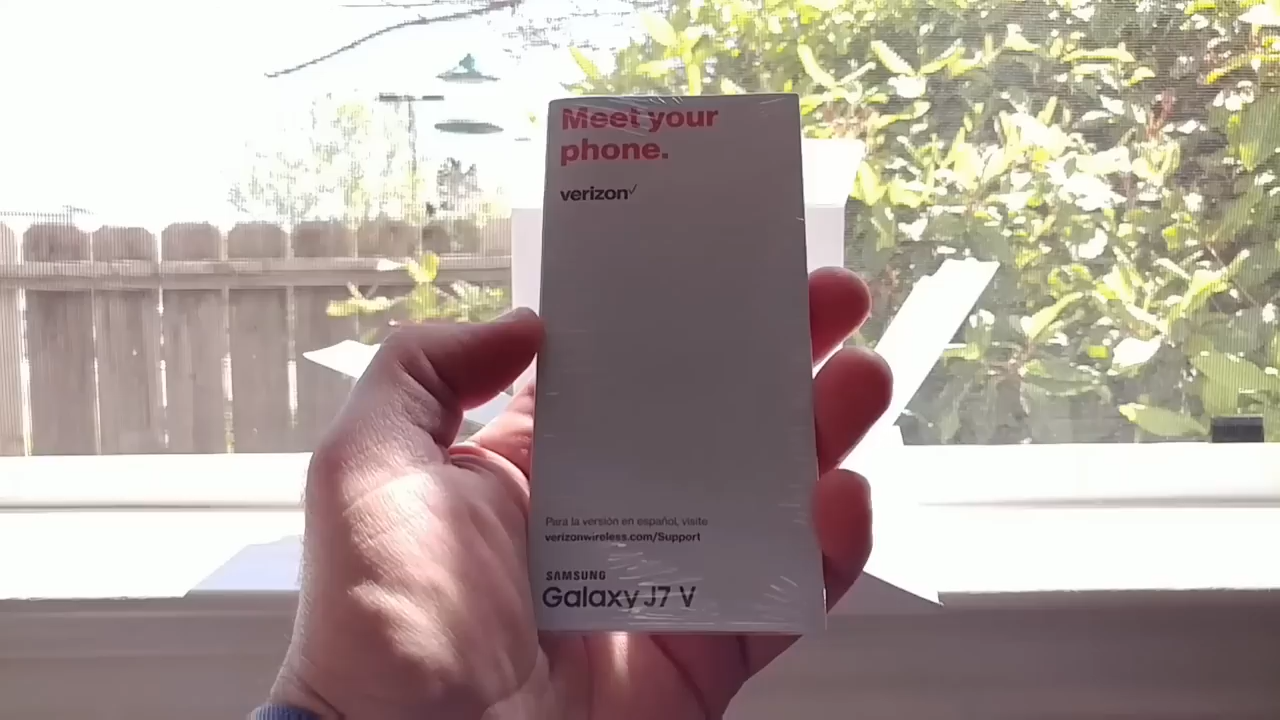 Meet your
phone.
verizon✓
Para la versión en español, visite
verizonwireless.com/Support
SAMSUNG
Galaxy J7 V